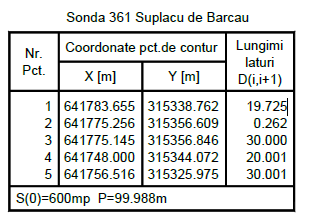 Sonda 361 Suplacu de Barcau
Nr. Pct. Coordonate pct.de contur Lungimi laturi D(i,i+1)
X [m] Y [m]
1 641783.655 315338.762 19.725
2 641775.256 315356.609 0.262
3 641775.145 315356.846 30.000
4 641748.000 315344.072 20.001
5 641756.516 315325.975 30.001
S(0)=600mp P=99.988m